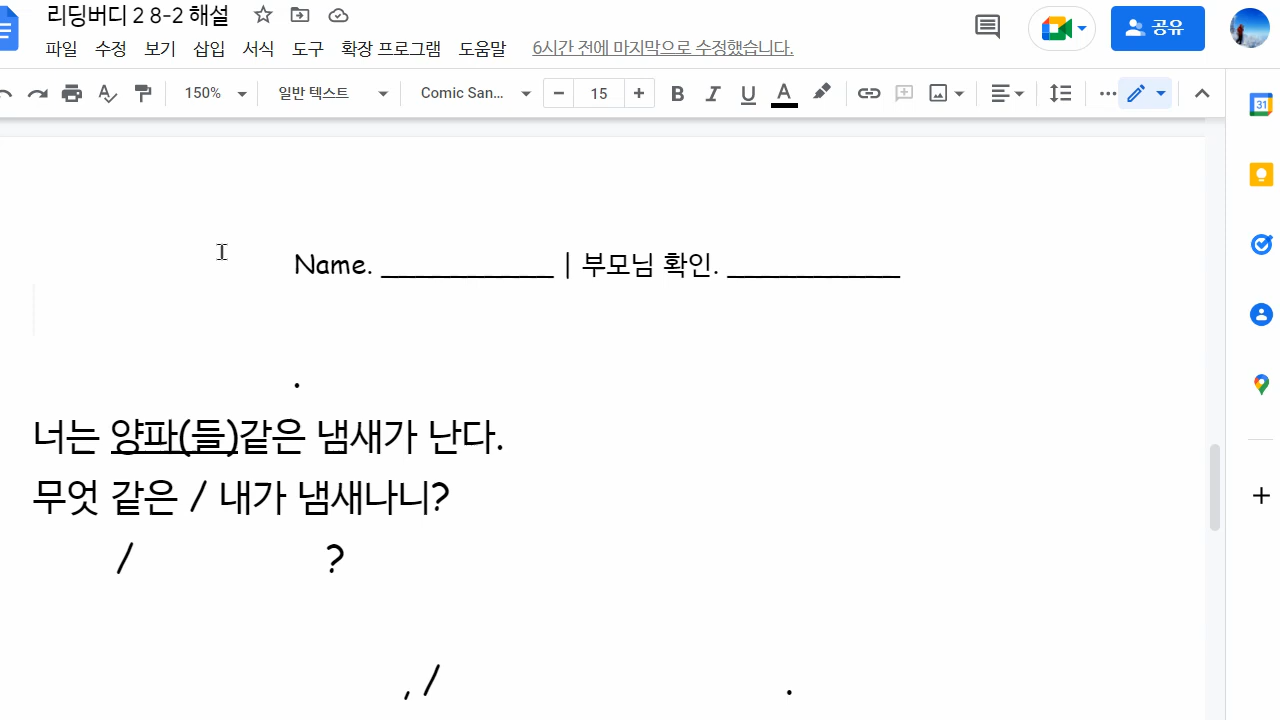 리딩버디 2 8-2 해설
파일 수정 보기 삽입 서식 도구 확장 프로그램 도움말 6시간 전에 마지막으로 수정했습니다.
공유
150% 일반 텍스트 Comic San... − 15 + B I U A
31
Name. ____________ | 부모님 확인. ____________
.
너는 양파(들)같은 냄새가 난다.
무엇 같은 / 내가 냄새나니?
/ ?
, / .